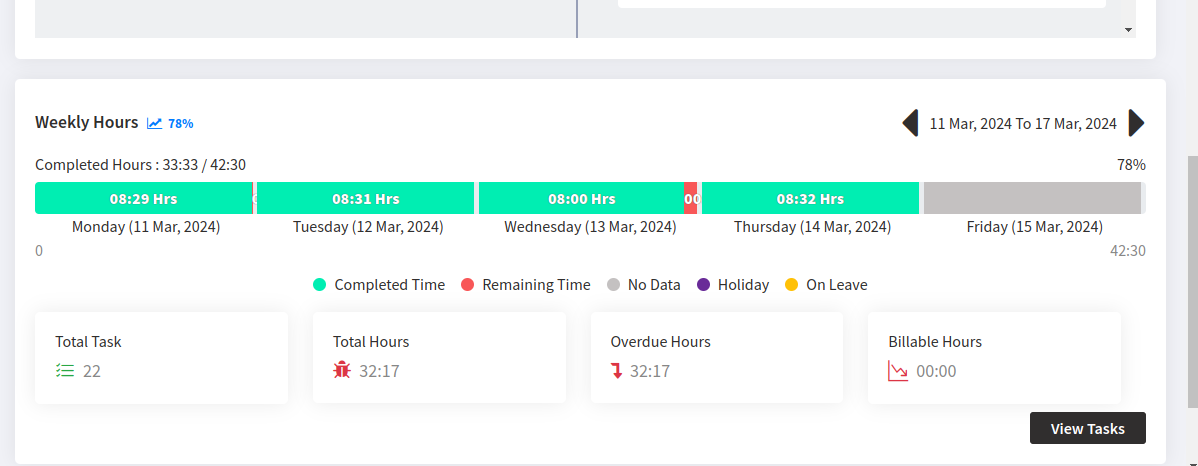 Weekly Hours 78% 11 Mar, 2024 To 17 Mar, 2024
Completed Hours : 33:33 / 42:30 78%
08:29 Hrs 08:31 Hrs 08:00 Hrs 00 08:32 Hrs
Monday (11 Mar, 2024) Tuesday (12 Mar, 2024) Wednesday (13 Mar, 2024) Thursday (14 Mar, 2024) Friday (15 Mar, 2024)
0 42:30
Completed Time Remaining Time No Data Holiday On Leave
Total Task Total Hours Overdue Hours Billable Hours
22 32:17 32:17 00:00
View Tasks